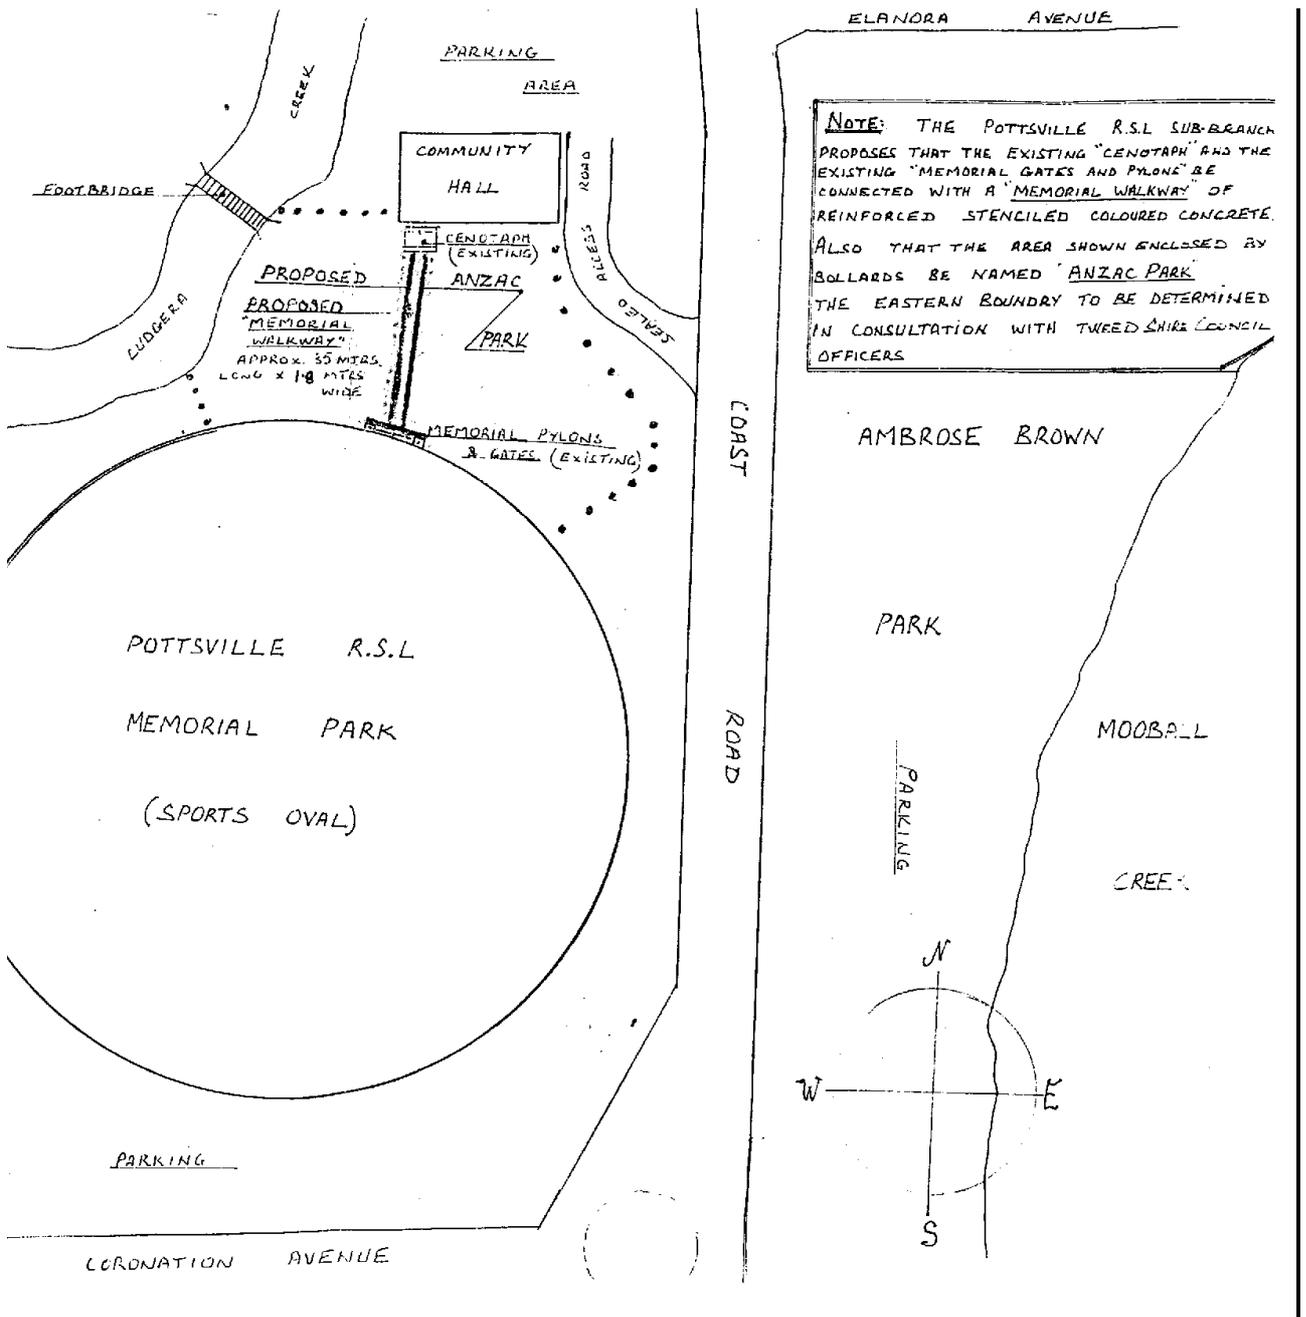 ELANORA AVENUE
PARKING
AREA
CREEK
NOTE: THE POTTSVILLE R.S.L SUB-BRANCH
PROPOSES THAT THE EXISTING "CENOTAPH" AND THE
EXISTING "MEMORIAL GATES AND PYLONS" BE
CONNECTED WITH A "MEMORIAL WALKWAY" OF
REINFORCED STENCILED COLOURED CONCRETE.
ALSO THAT THE AREA SHOWN ENCLOSED BY
BOLLARDS BE NAMED "ANZAC PARK"
THE EASTERN BOUNDRY TO BE DETERMINED
IN CONSULTATION WITH TWEED SHIRE COUNCIL
OFFICERS
COMMUNITY
HALL
FOOTBRIDGE
SEALED ACCESS ROAD
CENOTAPH
(EXISTING)
PROPOSED ANZAC
PARK
PROPOSED
"MEMORIAL
WALKWAY"
APPROX. 35 MTRS.
LONG X 1.8 MTRS
WIDE
LUDGERA
MEMORIAL PYLONS
& GATES (EXISTING)
COAST
ROAD
AMBROSE BROWN
PARK
POTTSVILLE R.S.L
MEMORIAL PARK
(SPORTS OVAL)
MOOBALL
CREEK
PARKING
N
W
E
S
PARKING
CORONATION AVENUE